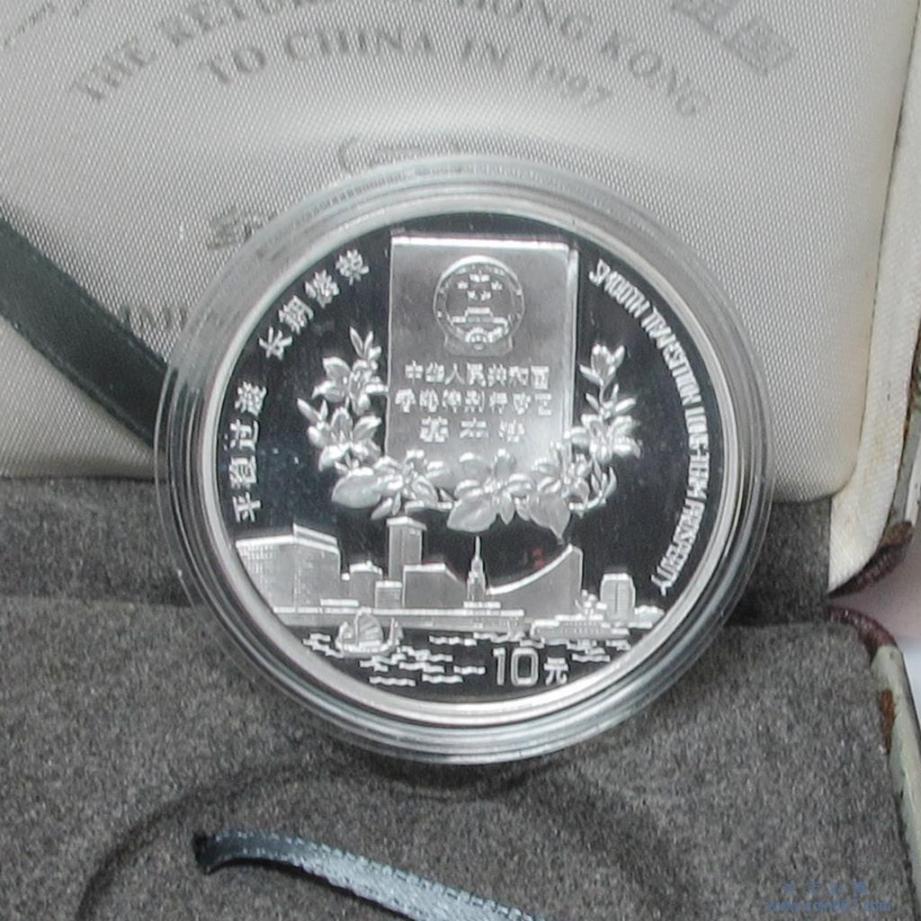 THE RETURN OF HONG KONG
TO CHINA IN 1997
平稳过渡 长期繁荣
SMOOTH TRANSITION LONG-TERM PROSPERITY
中华人民共和国
香港特别行政区
基本法
10元